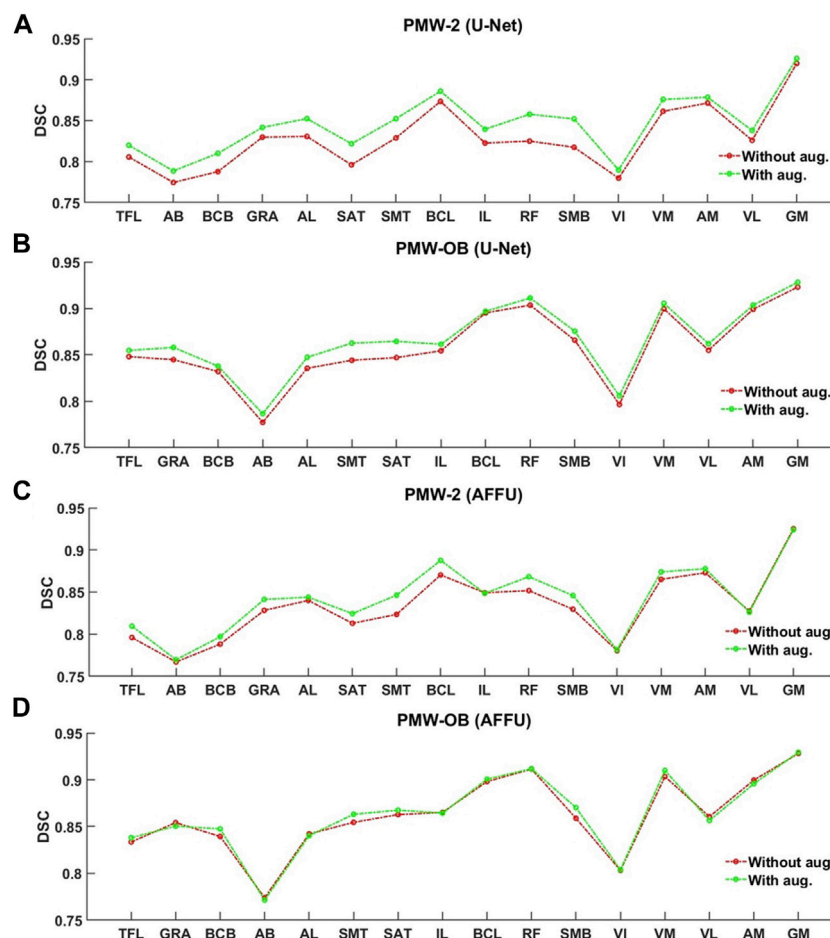 A
PMW-2 (U-Net)
0.95
0.9
0.85
0.8
0.75
DSC
Without aug.
With aug.
TFL AB BCB GRA AL SAT SMT BCL IL RF SMB VI VM AM VL GM
B
PMW-OB (U-Net)
0.95
0.9
0.85
0.8
0.75
DSC
Without aug.
With aug.
TFL GRA BCB AB AL SMT SAT IL BCL RF SMB VI VM VL AM GM
C
PMW-2 (AFFU)
0.95
0.9
0.85
0.8
0.75
DSC
Without aug
With aug.
TFL AB BCB GRA AL SAT SMT BCL IL RF SMB VI VM AM VL GM
D
PMW-OB (AFFU)
0.95
0.9
0.85
0.8
0.75
DSC
Without aug.
With aug.
TFL GRA BCB AB AL SMT SAT IL BCL RF SMB VI VM VL AM GM